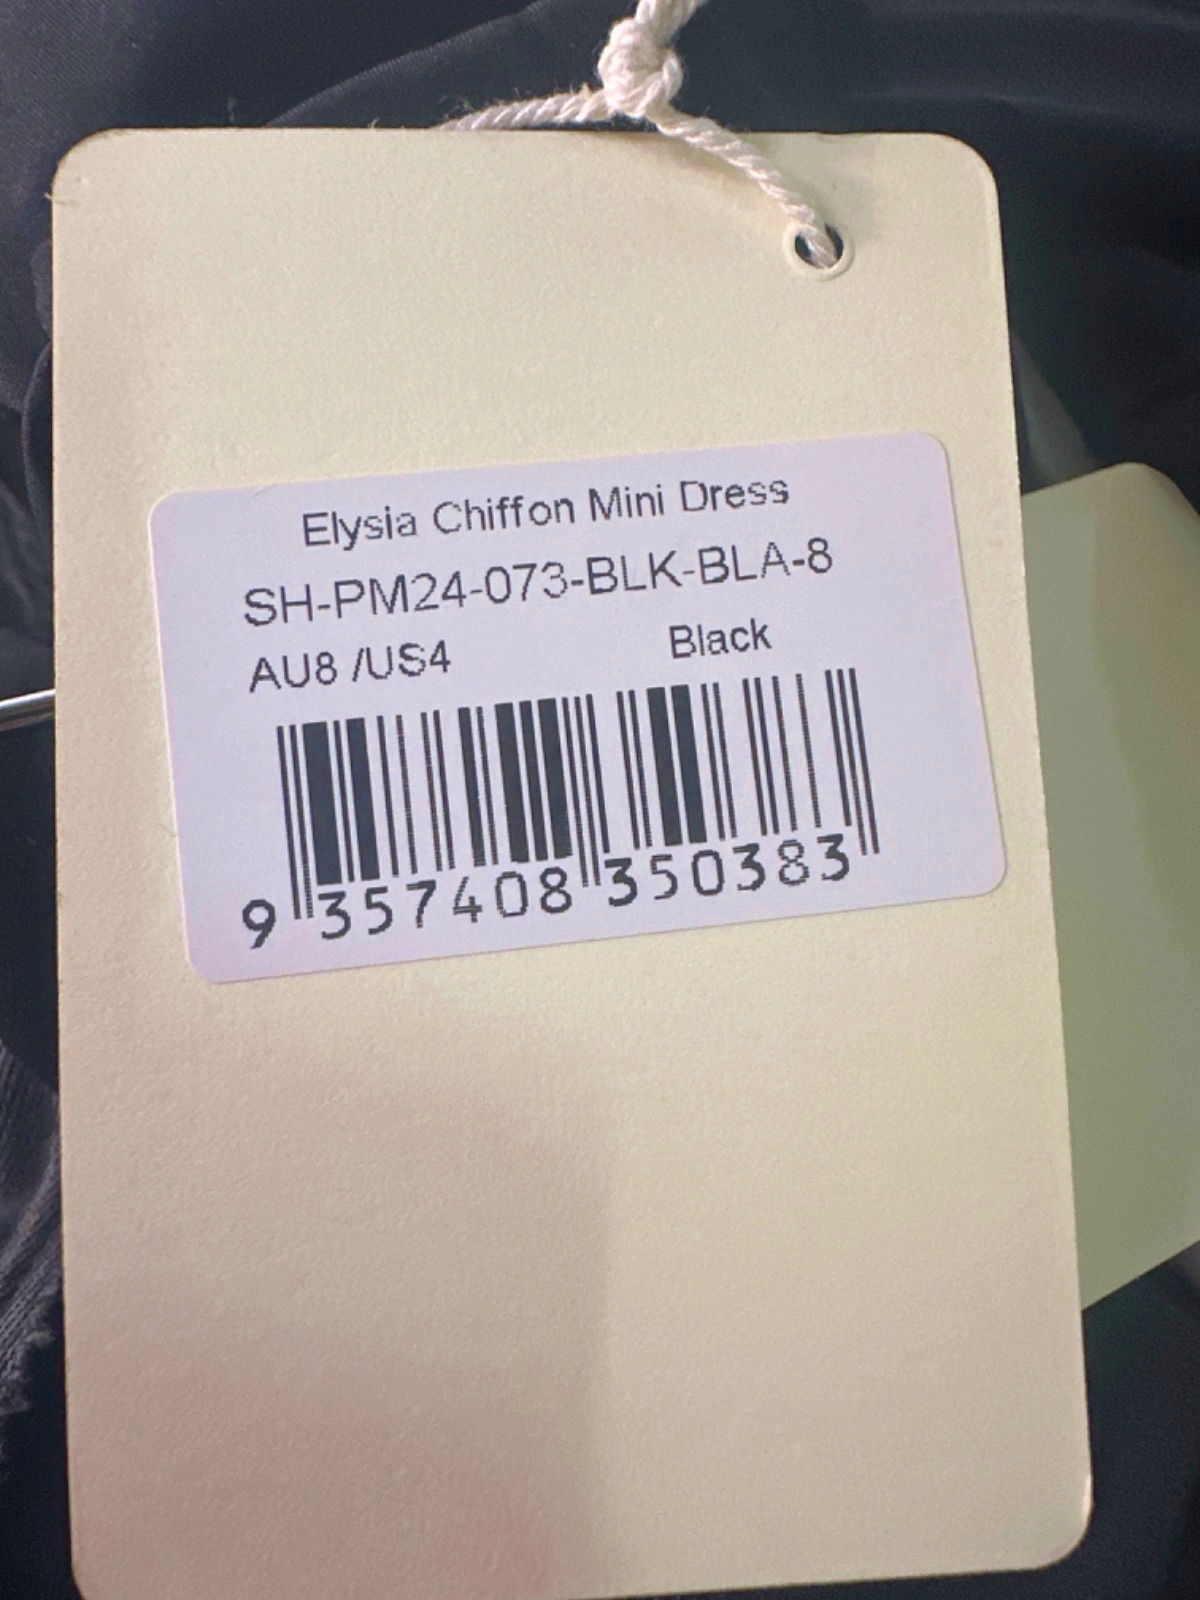 Elysia Chiffon Mini Dress
SH-PM24-073-BLK-BLA-8
AU8 /US4 Black
9 357408 350383